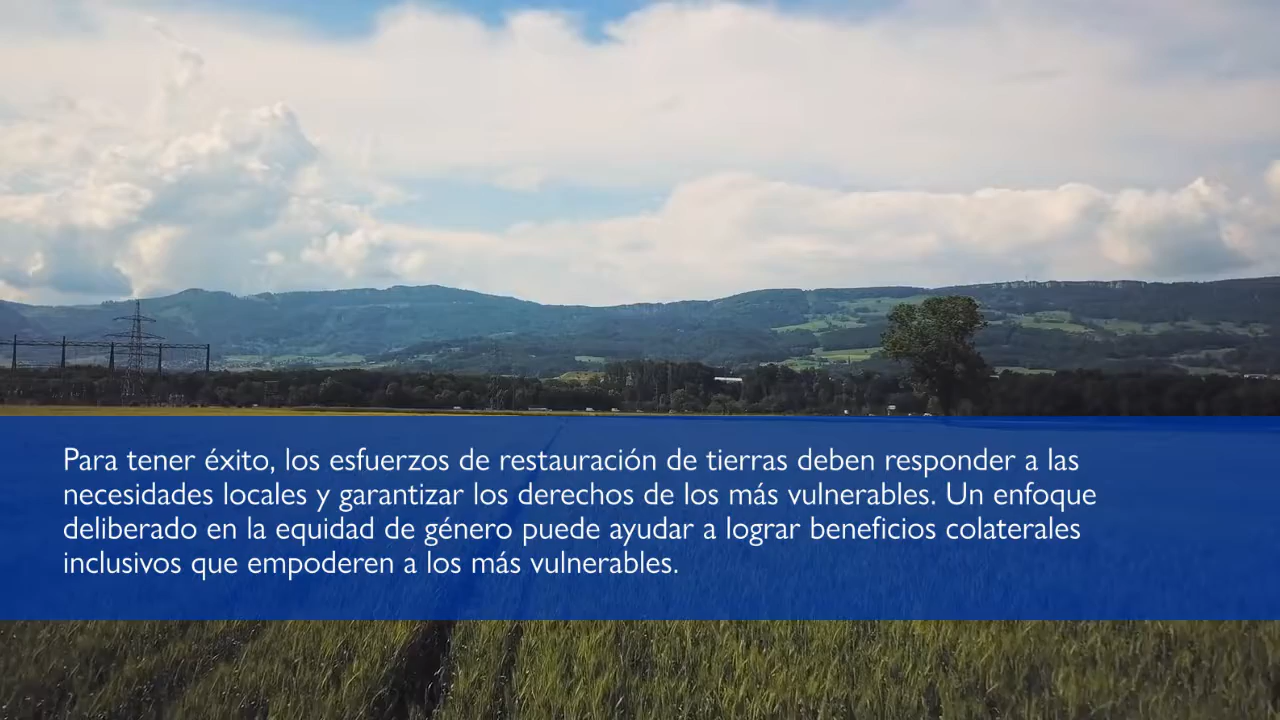 Para tener éxito, los esfuerzos de restauración de tierras deben responder a las
necesidades locales y garantizar los derechos de los más vulnerables. Un enfoque
deliberado en la equidad de género puede ayudar a lograr beneficios colaterales
inclusivos que empoderen a los más vulnerables.